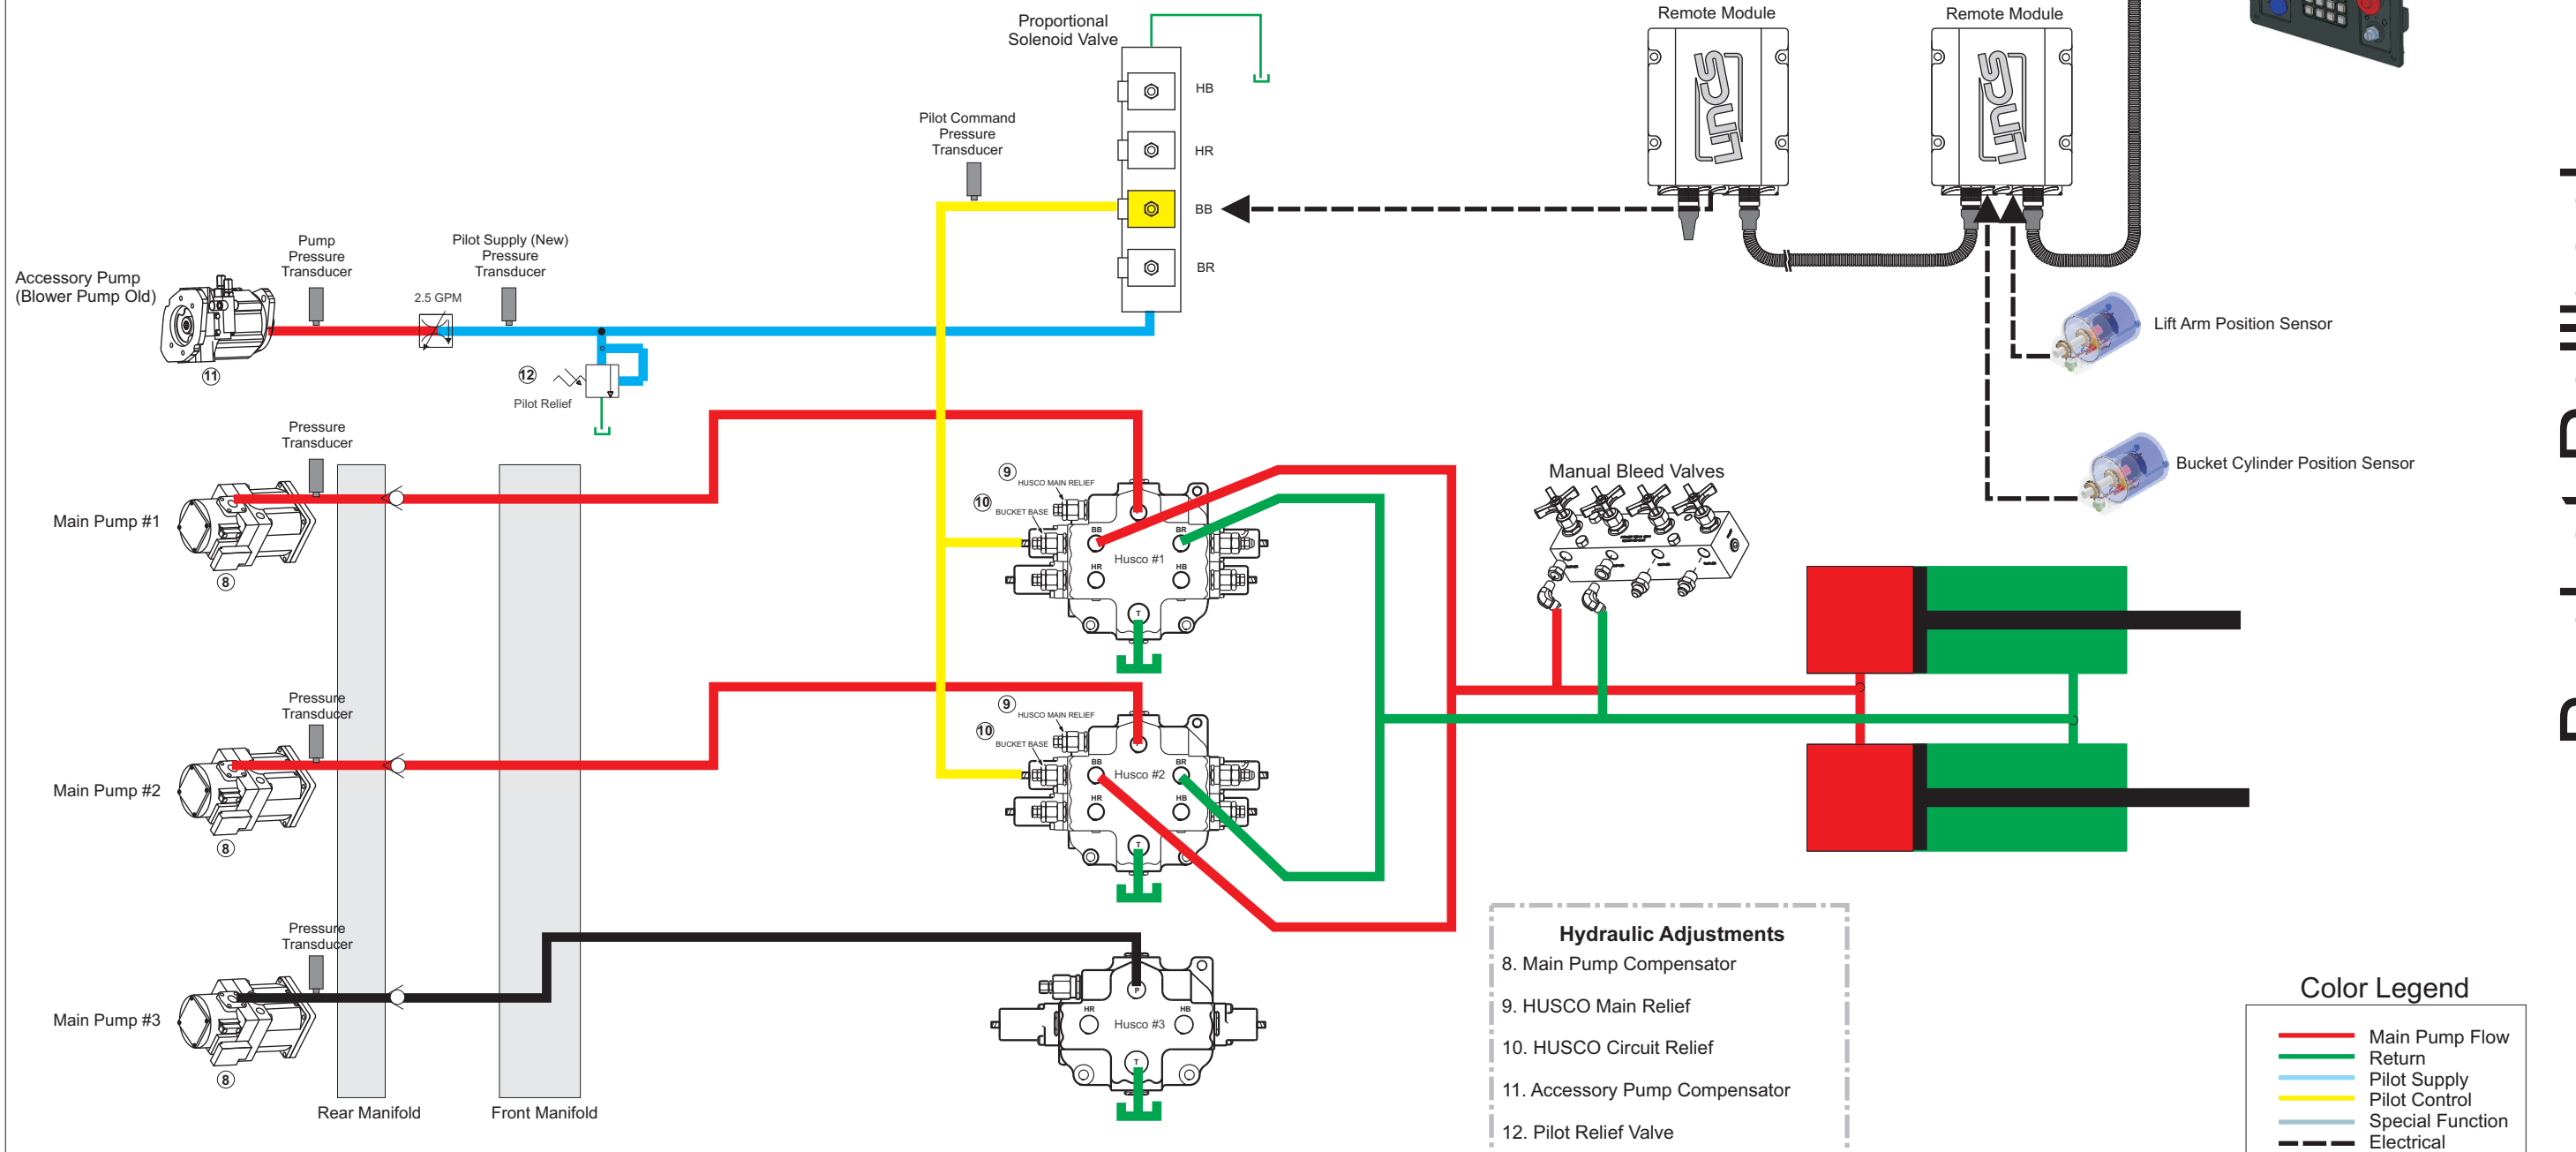 Proportional
Solenoid Valve
HB
HR
BB
BR
Remote Module
LINCS
Remote Module
LINCS
Pilot Command
Pressure
Transducer
Pump
Pressure
Transducer
Pilot Supply (New)
Pressure
Transducer
2.5 GPM
Accessory Pump
(Blower Pump Old)
11
12
Pilot Relief
Lift Arm Position Sensor
Bucket Cylinder Position Sensor
Manual Bleed Valves
Pressure
Transducer
Main Pump #1
8
9
HUSCO MAIN RELIEF
10
BUCKET BASE
BB
BR
Husco #1
HR
HB
T
Pressure
Transducer
Main Pump #2
8
9
HUSCO MAIN RELIEF
10
BUCKET BASE
BB
BR
Husco #2
HR
HB
T
Pressure
Transducer
Main Pump #3
8
P
HR
HB
Husco #3
T
Rear Manifold
Front Manifold
Hydraulic Adjustments
8. Main Pump Compensator
9. HUSCO Main Relief
10. HUSCO Circuit Relief
11. Accessory Pump Compensator
12. Pilot Relief Valve
Color Legend
Main Pump Flow
Return
Pilot Supply
Pilot Control
Special Function
Electrical